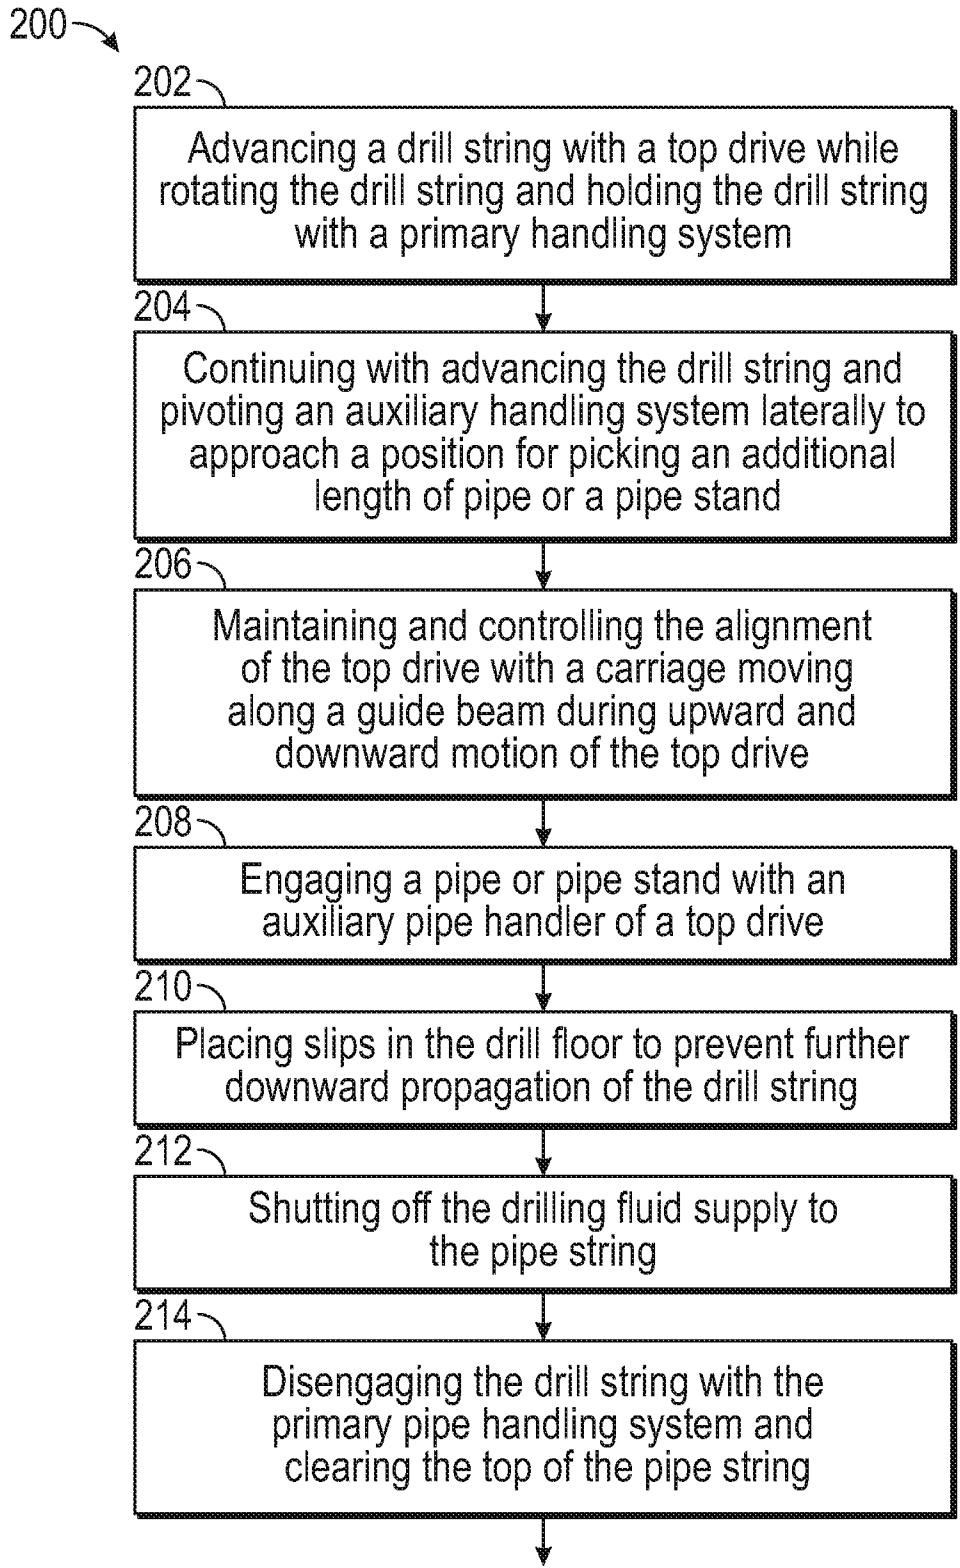 200
202
Advancing a drill string with a top drive while
rotating the drill string and holding the drill string
with a primary handling system
204
Continuing with advancing the drill string and
pivoting an auxiliary handling system laterally to
approach a position for picking an additional
length of pipe or a pipe stand
206
Maintaining and controlling the alignment
of the top drive with a carriage moving
along a guide beam during upward and
downward motion of the top drive
208
Engaging a pipe or pipe stand with an
auxiliary pipe handler of a top drive
210
Placing slips in the drill floor to prevent further
downward propagation of the drill string
212
Shutting off the drilling fluid supply to
the pipe string
214
Disengaging the drill string with the
primary pipe handling system and
clearing the top of the pipe string